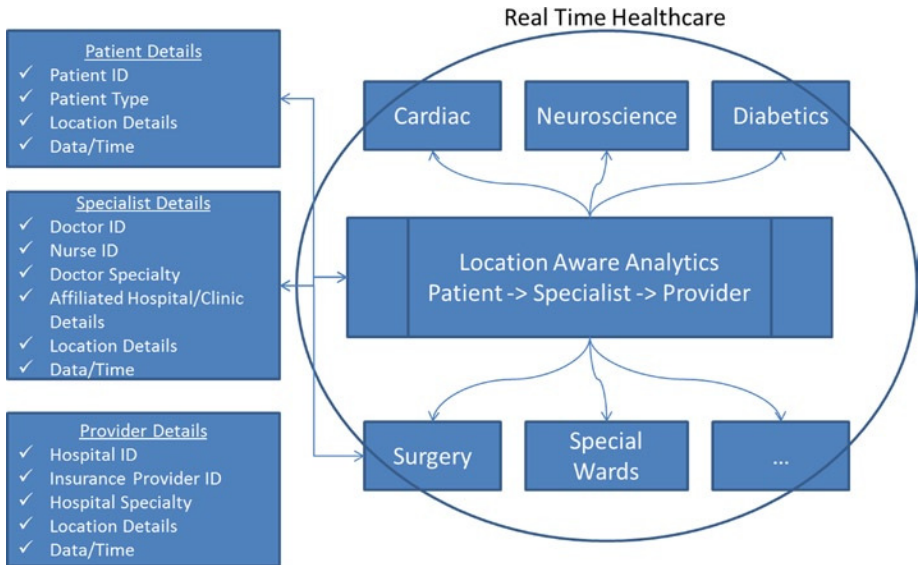 Real Time Healthcare
Patient Details
✓ Patient ID
✓ Patient Type
✓ Location Details
✓ Data/Time
Specialist Details
✓ Doctor ID
✓ Nurse ID
✓ Doctor Specialty
✓ Affiliated Hospital/Clinic
Details
✓ Location Details
✓ Data/Time
Provider Details
✓ Hospital ID
✓ Insurance Provider ID
✓ Hospital Specialty
✓ Location Details
✓ Data/Time
Cardiac
Neuroscience
Diabetics
Location Aware Analytics
Patient -> Specialist -> Provider
Surgery
Special
Wards
...